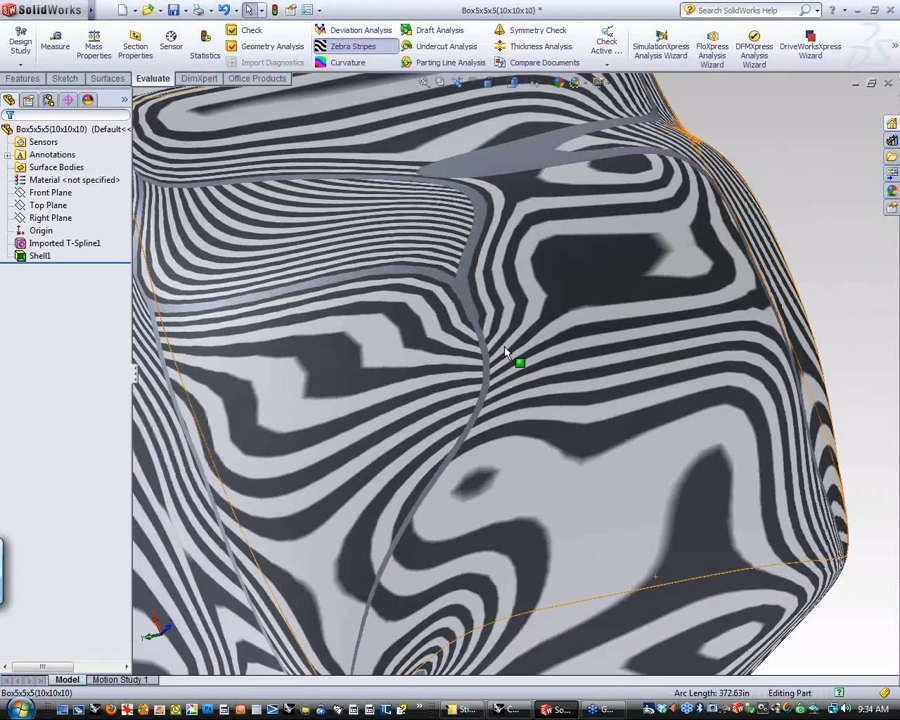 SolidWorks
Box5x5x5(10x10x10) *
Search SolidWorks Help
Design Study
Measure
Mass Properties
Section Properties
Sensor
Statistics
Check
Geometry Analysis
Import Diagnostics
Deviation Analysis
Zebra Stripes
Curvature
Draft Analysis
Undercut Analysis
Parting Line Analysis
Symmetry Check
Thickness Analysis
Compare Documents
Check Active ...
SimulationXpress Analysis Wizard
FloXpress Analysis Wizard
DFMXpress Analysis Wizard
DriveWorksXpress Wizard
Features
Sketch
Surfaces
Evaluate
DimXpert
Office Products
Box5x5x5(10x10x10) (Default<<
Sensors
Annotations
Surface Bodies
Material <not specified>
Front Plane
Top Plane
Right Plane
Origin
Imported T-Spline1
Shell1
Model
Motion Study 1
Box5x5x5(10x10x10)
Arc Length: 372.63in
Editing Part
Sti...
C...
So...
G...
9:34 AM